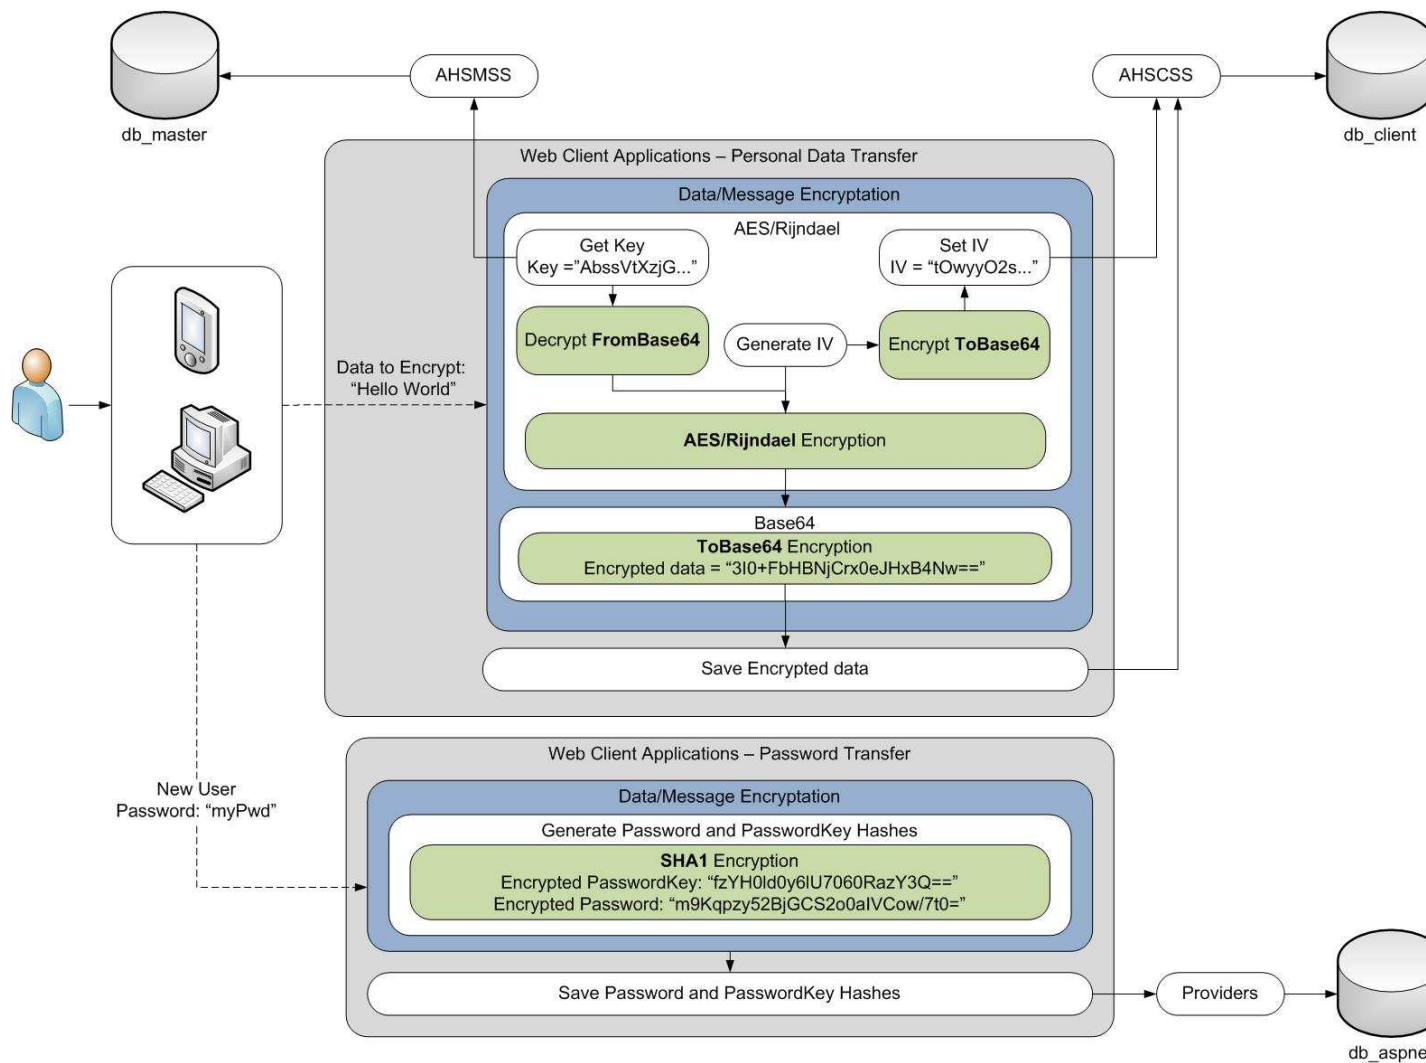 AHSMSS
AHSCSS
db_master
db_client
Web Client Applications – Personal Data Transfer
Data/Message Encryptation
AES/Rijndael
Get Key
Key =”AbssVtXzjG...”
Set IV
IV = “tOwyyO2s...”
Decrypt FromBase64
Generate IV
Encrypt ToBase64
Data to Encrypt:
“Hello World”
AES/Rijndael Encryption
Base64
ToBase64 Encryption
Encrypted data = “3I0+FbHBNjCrx0eJHxB4Nw==”
Save Encrypted data
Web Client Applications – Password Transfer
New User
Password: “myPwd”
Data/Message Encryptation
Generate Password and PasswordKey Hashes
SHA1 Encryption
Encrypted PasswordKey: “fzYH0ld0y6lU7060RazY3Q==”
Encrypted Password: “m9Kqpzy52BjGCS2o0aIVCow/7t0=”
Save Password and PasswordKey Hashes
Providers
db_aspne